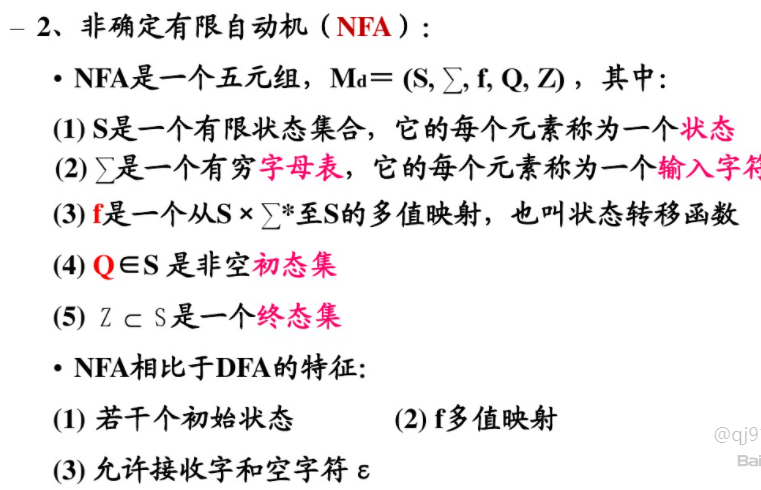 – 2、非确定有限自动机（NFA）:
• NFA是一个五元组，Md＝ (S, ∑, f, Q, Z) ，其中:
(1) S是一个有限状态集合，它的每个元素称为一个状态
(2) ∑是一个有穷字母表，它的每个元素称为一个输入字符
(3) f是一个从S × ∑*至S的多值映射，也叫状态转移函数
(4) Q∈S 是非空初态集
(5) Z ⊂ S是一个终态集
• NFA相比于DFA的特征:
(1) 若干个初始状态 (2) f多值映射
@qj9
(3) 允许接收字和空字符 ε
Bai